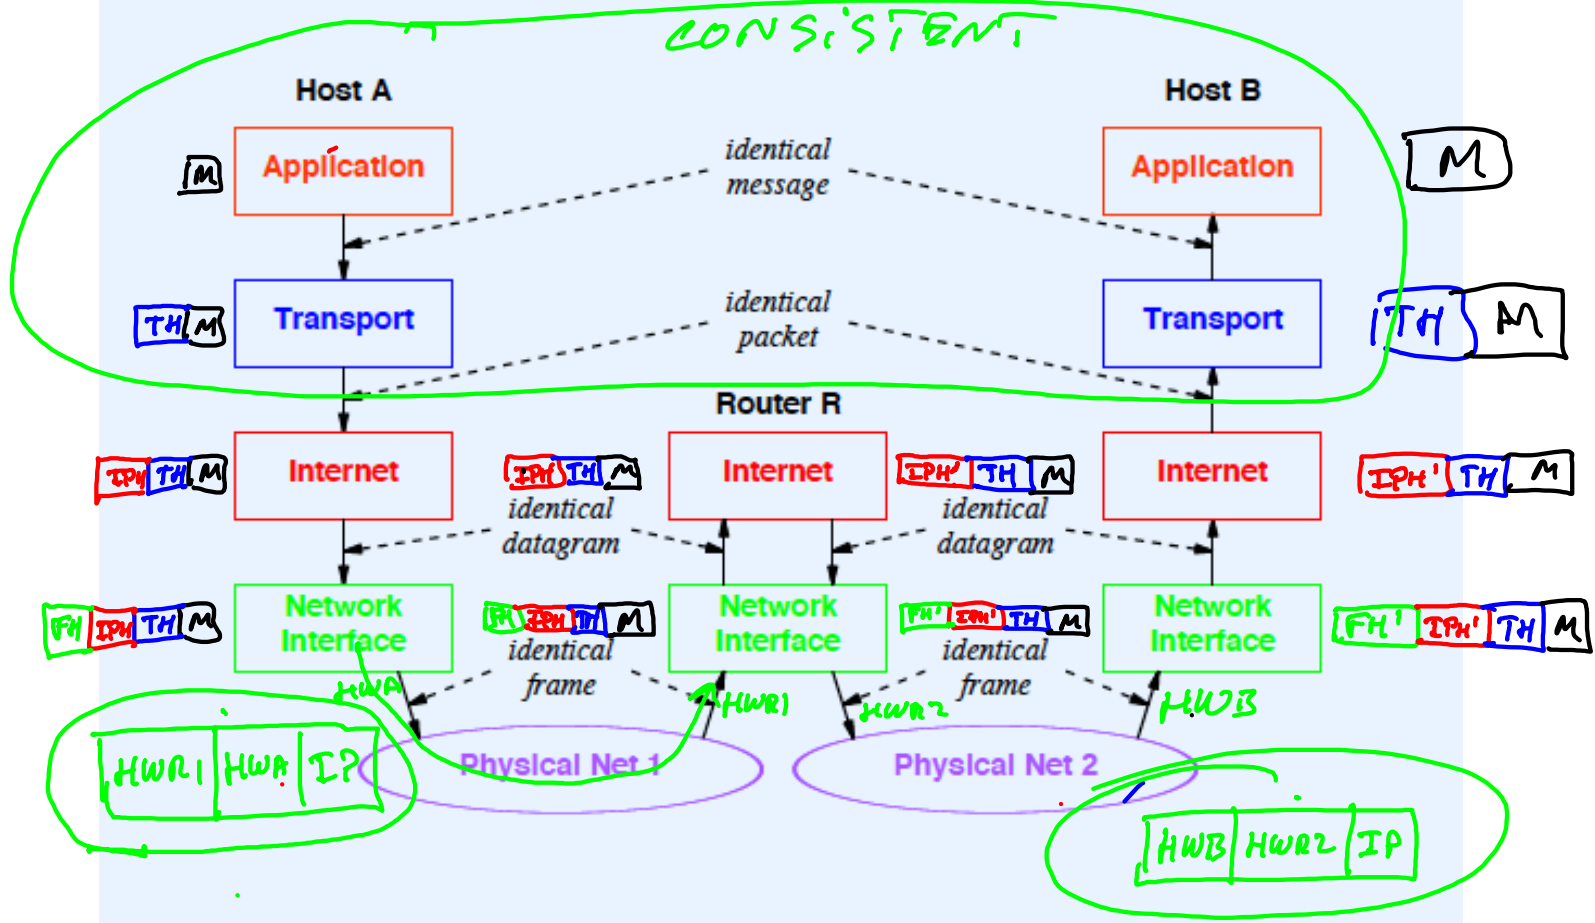 CONSISTENT
Host A
Host B
M
Application
identical
message
Application
M
TH M
Transport
identical
packet
Transport
TH M
Router R
IPH TH M
Internet
IPH TH M
Internet
IPH' TH M
Internet
IPH' TH M
identical
datagram
identical
datagram
FH IPH TH M
Network
Interface
FH IPH TH M
Network
Interface
FH' IPH' TH M
Network
Interface
FH' IPH' TH M
identical
frame
identical
frame
HWA
HWR1
HWR2
HWB
HWR1 HWA IP
Physical Net 1
Physical Net 2
HWB HWR2 IP